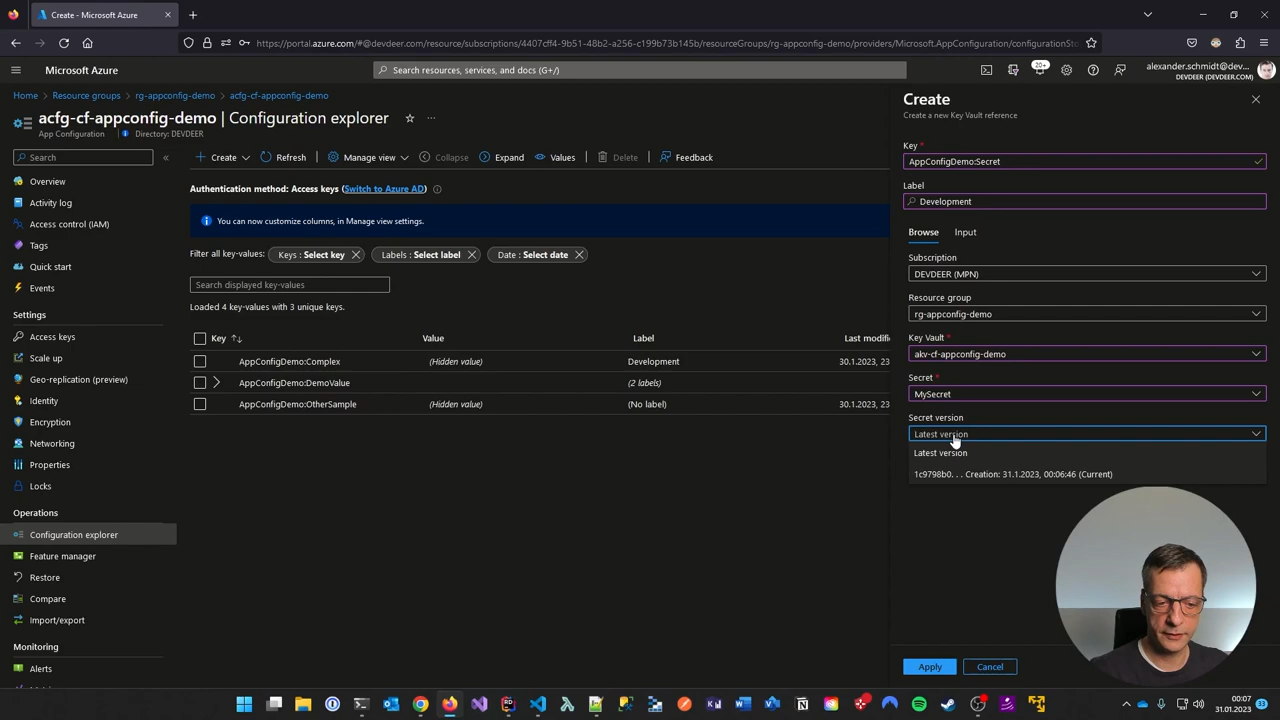 Create - Microsoft Azure
https://portal.azure.com/#@devdeer.com/resource/subscriptions/4407cff4-9b51-48b2-a256-c199b73b145b/resourceGroups/rg-appconfig-demo/providers/Microsoft.AppConfiguration/configurationSto
Microsoft Azure
Search resources, services, and docs (G+/)
20+
alexander.schmidt@dev...
DEVDEER (DEVDEER.COM)
Home
Resource groups
rg-appconfig-demo
acfg-cf-appconfig-demo
acfg-cf-appconfig-demo | Configuration explorer
App Configuration
Directory: DEVDEER
Search
Overview
Activity log
Access control (IAM)
Tags
Quick start
Events
Settings
Access keys
Scale up
Geo-replication (preview)
Identity
Encryption
Networking
Properties
Locks
Operations
Configuration explorer
Feature manager
Restore
Compare
Import/export
Monitoring
Alerts
Create
Refresh
Manage view
Collapse
Expand
Values
Delete
Feedback
Authentication method: Access keys (Switch to Azure AD)
You can now customize columns, in Manage view settings.
Filter all key-values:
Keys : Select key
Labels : Select label
Date : Select date
Search displayed key-values
Loaded 4 key-values with 3 unique keys.
Key Value Label Last modifie
AppConfigDemo:Complex (Hidden value) Development 30.1.2023, 23
AppConfigDemo:DemoValue (2 labels)
AppConfigDemo:OtherSample (Hidden value) (No label) 30.1.2023, 23
Create
Create a new Key Vault reference
Key *
AppConfigDemo:Secret
Label
Development
Browse Input
Subscription
DEVDEER (MPN)
Resource group
rg-appconfig-demo
Key Vault *
akv-cf-appconfig-demo
Secret *
MySecret
Secret version
Latest version
Latest version
1c9798b0. . . Creation: 31.1.2023, 00:06:46 (Current)
Apply
Cancel
00:07
31.01.2023
33